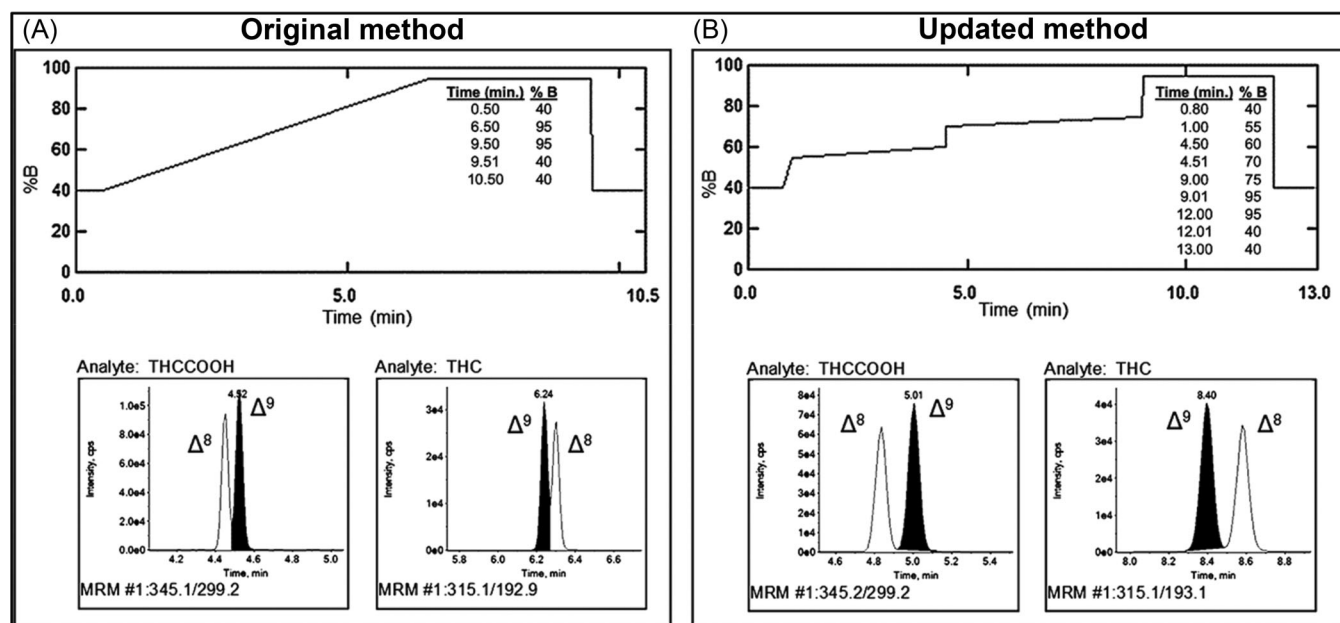 (A) Original method
100
80
60
40
20
0
%B
Time (min.) % B
0.50 40
6.50 95
9.50 95
9.51 40
10.50 40
0.0 5.0 10.5
Time (min)
Analyte: THCCOOH
1.0e5
8.0e4
6.0e4
4.0e4
2.0e4
0.0e0
Intensity, cps
4.52
Δ8 Δ9
4.2 4.4 4.6 4.8 5.0
Time, min
MRM #1:345.1/299.2
Analyte: THC
3e4
2e4
1e4
0e0
Intensity, cps
6.24
Δ9 Δ8
5.8 6.2 6.4 6.6
Time, min
MRM #1:315.1/192.9
(B) Updated method
100
80
60
40
20
0
%B
Time (min.) % B
0.80 40
1.00 55
4.50 60
4.51 70
9.00 75
9.01 95
12.00 95
12.01 40
13.00 40
0.0 5.0 10.0 13.0
Time (min)
Analyte: THCCOOH
8e4
7e4
6e4
5e4
4e4
3e4
2e4
1e4
0e0
Intensity, cps
5.01
Δ8 Δ9
4.6 4.8 5.0 5.2 5.4
Time, min
MRM #1:345.2/299.2
Analyte: THC
4e4
3e4
2e4
1e4
0e0
Intensity, cps
8.40
Δ9 Δ8
8.0 8.2 8.4 8.6 8.8
Time, min
MRM #1:315.1/193.1